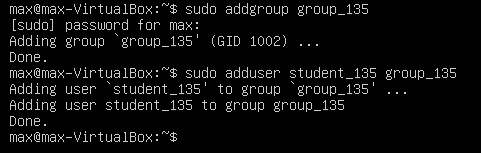 max@max-VirtualBox:~$ sudo addgroup group_135
[sudo] password for max:
Adding group `group_135' (GID 1002) ...
Done.
max@max-VirtualBox:~$ sudo adduser student_135 group_135
Adding user `student_135' to group `group_135' ...
Adding user student_135 to group group_135
Done.
max@max-VirtualBox:~$